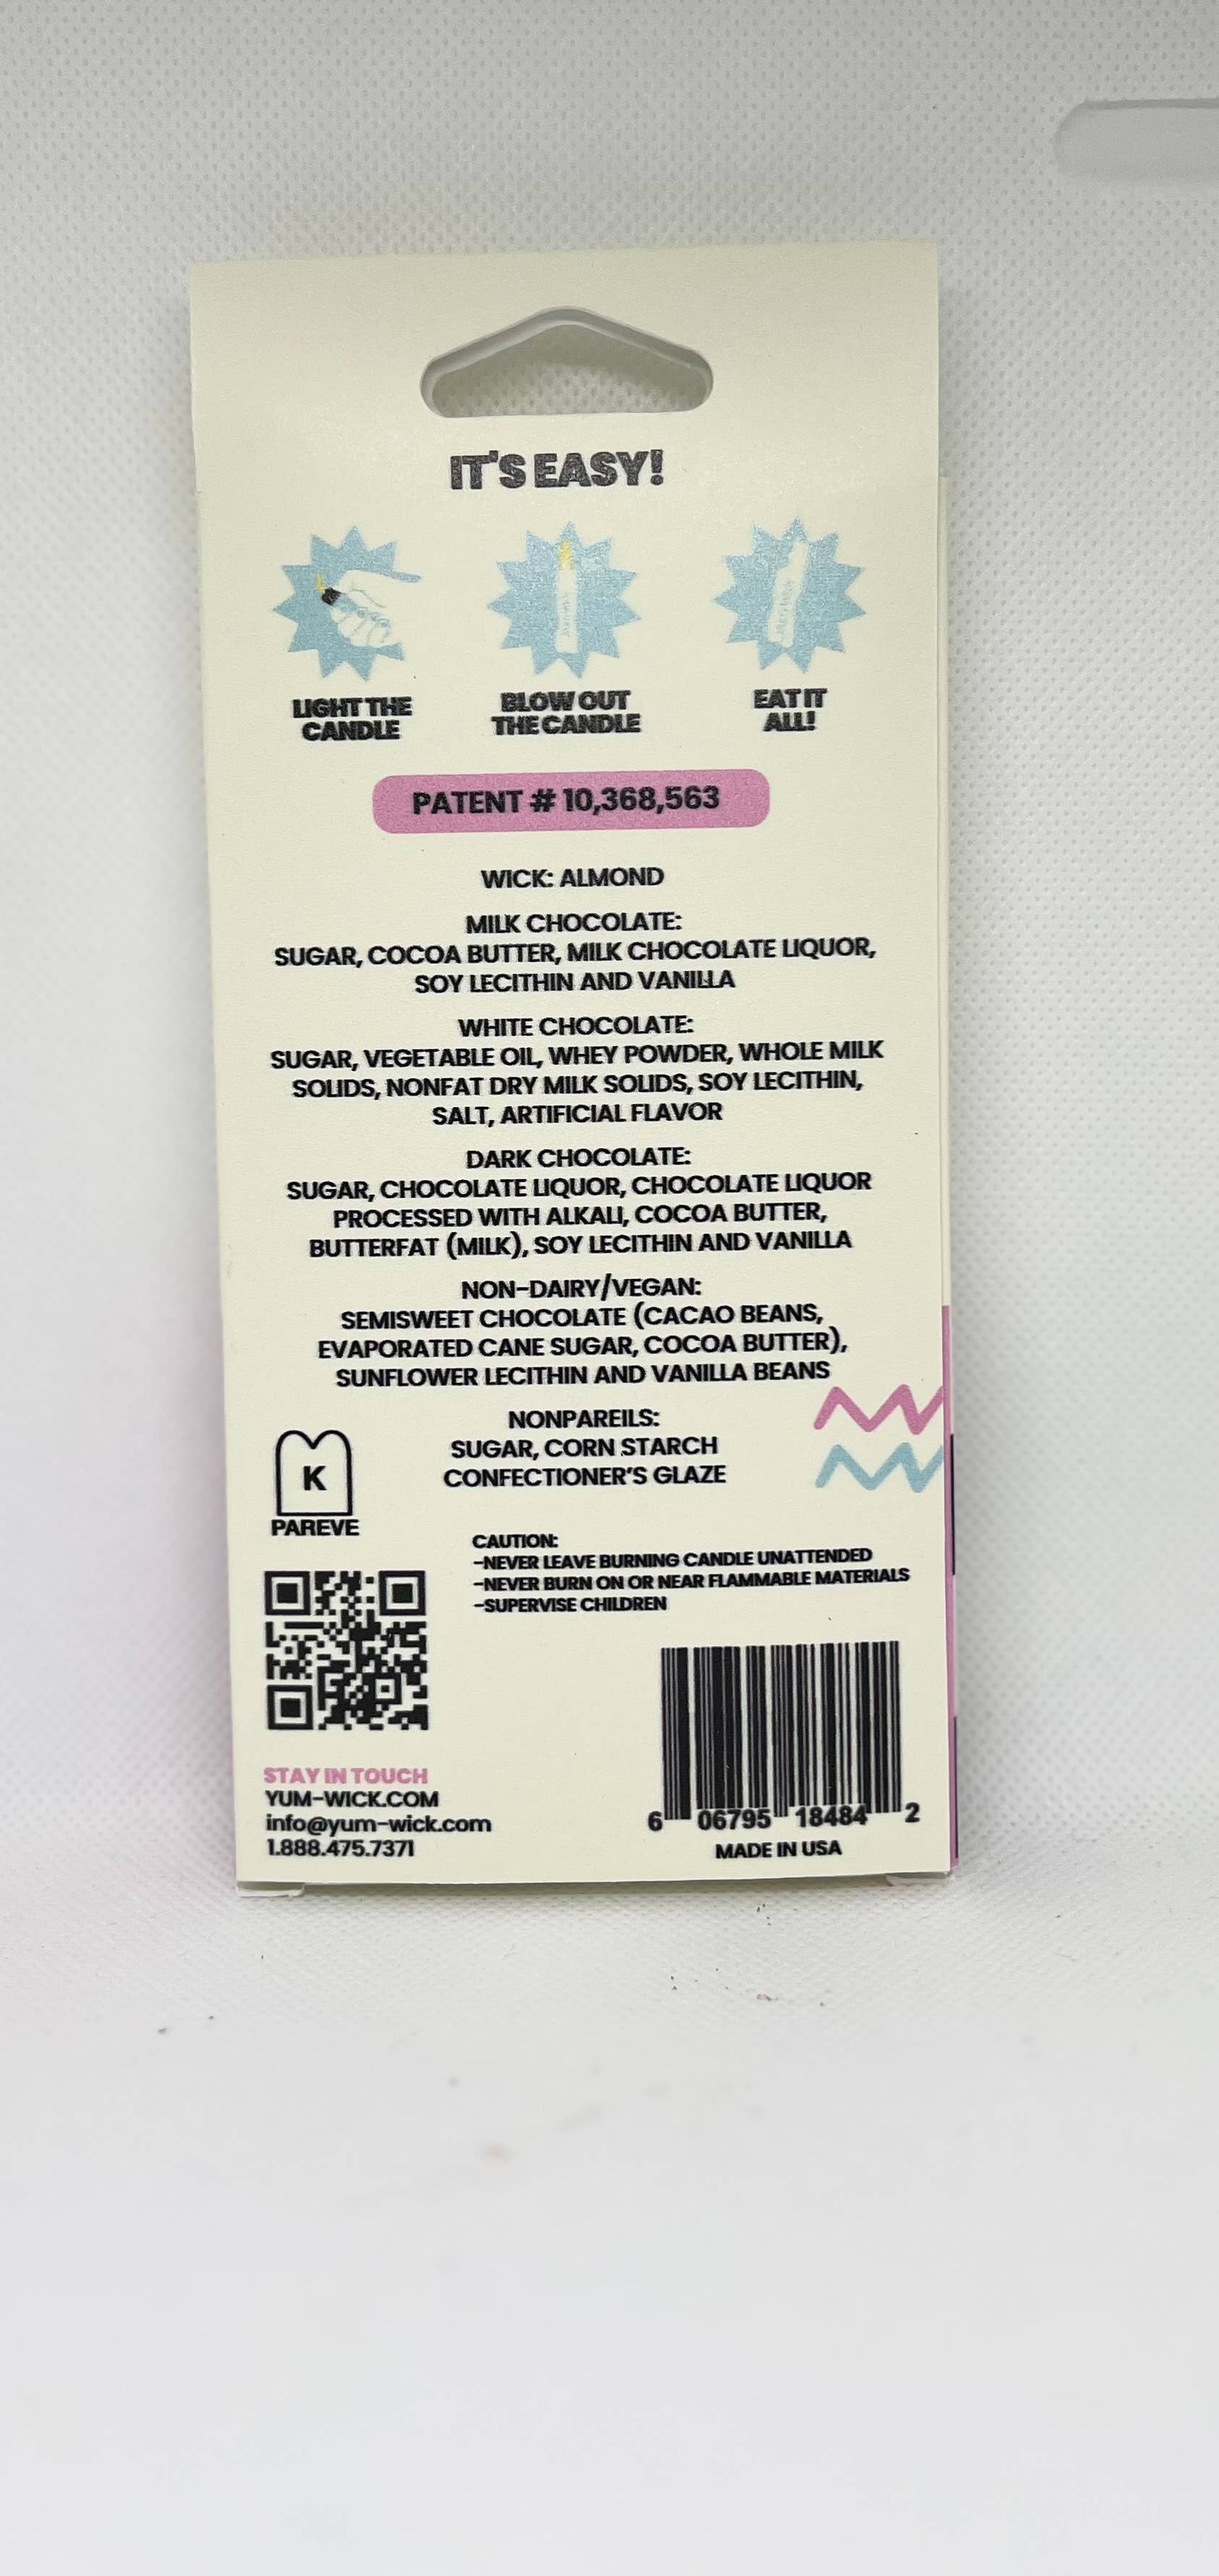 IT'S EASY!
LIGHT THE
CANDLE
BLOW OUT
THE CANDLE
EAT IT
ALL!
PATENT # 10,368,563
WICK: ALMOND
MILK CHOCOLATE:
SUGAR, COCOA BUTTER, MILK CHOCOLATE LIQUOR,
SOY LECITHIN AND VANILLA
WHITE CHOCOLATE:
SUGAR, VEGETABLE OIL, WHEY POWDER, WHOLE MILK
SOLIDS, NONFAT DRY MILK SOLIDS, SOY LECITHIN,
SALT, ARTIFICIAL FLAVOR
DARK CHOCOLATE:
SUGAR, CHOCOLATE LIQUOR, CHOCOLATE LIQUOR
PROCESSED WITH ALKALI, COCOA BUTTER,
BUTTERFAT (MILK), SOY LECITHIN AND VANILLA
NON-DAIRY/VEGAN:
SEMISWEET CHOCOLATE (CACAO BEANS,
EVAPORATED CANE SUGAR, COCOA BUTTER),
SUNFLOWER LECITHIN AND VANILLA BEANS
NONPAREILS:
SUGAR, CORN STARCH
CONFECTIONER'S GLAZE
K
PAREVE
CAUTION:
-NEVER LEAVE BURNING CANDLE UNATTENDED
-NEVER BURN ON OR NEAR FLAMMABLE MATERIALS
-SUPERVISE CHILDREN
STAY IN TOUCH
YUM-WICK.COM
info@yum-wick.com
1.888.475.7371
6 06795 18484 2
MADE IN USA